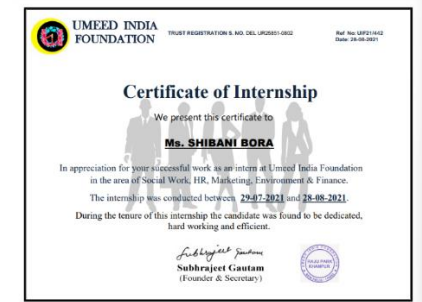 UMEED INDIA
FOUNDATION
TRUST REGISTRATION S. NO. DEL UR25651-0802
Ref No: UIF21/442
Date: 28-08-2021
Certificate of Internship
We present this certificate to
Ms. SHIBANI BORA
In appreciation for your successful work as an intern at Umeed India Foundation
in the area of Social Work, HR, Marketing, Environment & Finance.
The internship was conducted between 29-07-2021 and 28-08-2021.
During the tenure of this internship the candidate was found to be dedicated,
hard working and efficient.
Subhrajeet Gautam
Subhrajeet Gautam
(Founder & Secretary)